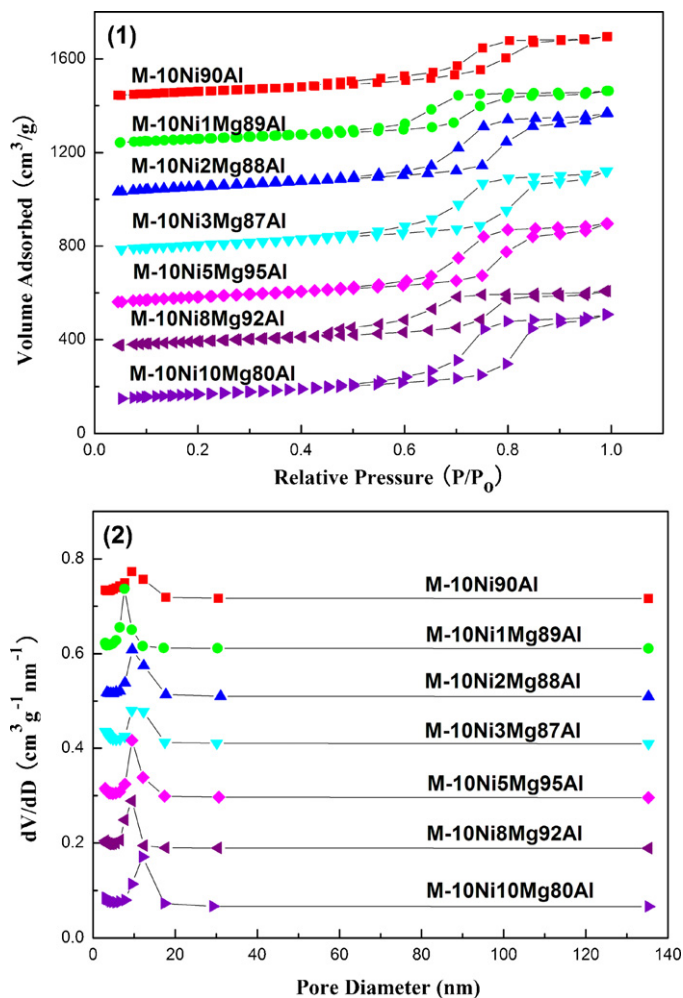 (1)
1600
1200
800
400
0
Volume Adsorbed (cm³/g)
M-10Ni90Al
M-10Ni1Mg89Al
M-10Ni2Mg88Al
M-10Ni3Mg87Al
M-10Ni5Mg95Al
M-10Ni8Mg92Al
M-10Ni10Mg80Al
0.0 0.2 0.4 0.6 0.8 1.0
Relative Pressure (P/P₀)
(2)
0.8
0.6
0.4
0.2
0.0
dV/dD (cm³ g⁻¹ nm⁻¹)
M-10Ni90Al
M-10Ni1Mg89Al
M-10Ni2Mg88Al
M-10Ni3Mg87Al
M-10Ni5Mg95Al
M-10Ni8Mg92Al
M-10Ni10Mg80Al
0 20 40 60 80 100 120 140
Pore Diameter (nm)